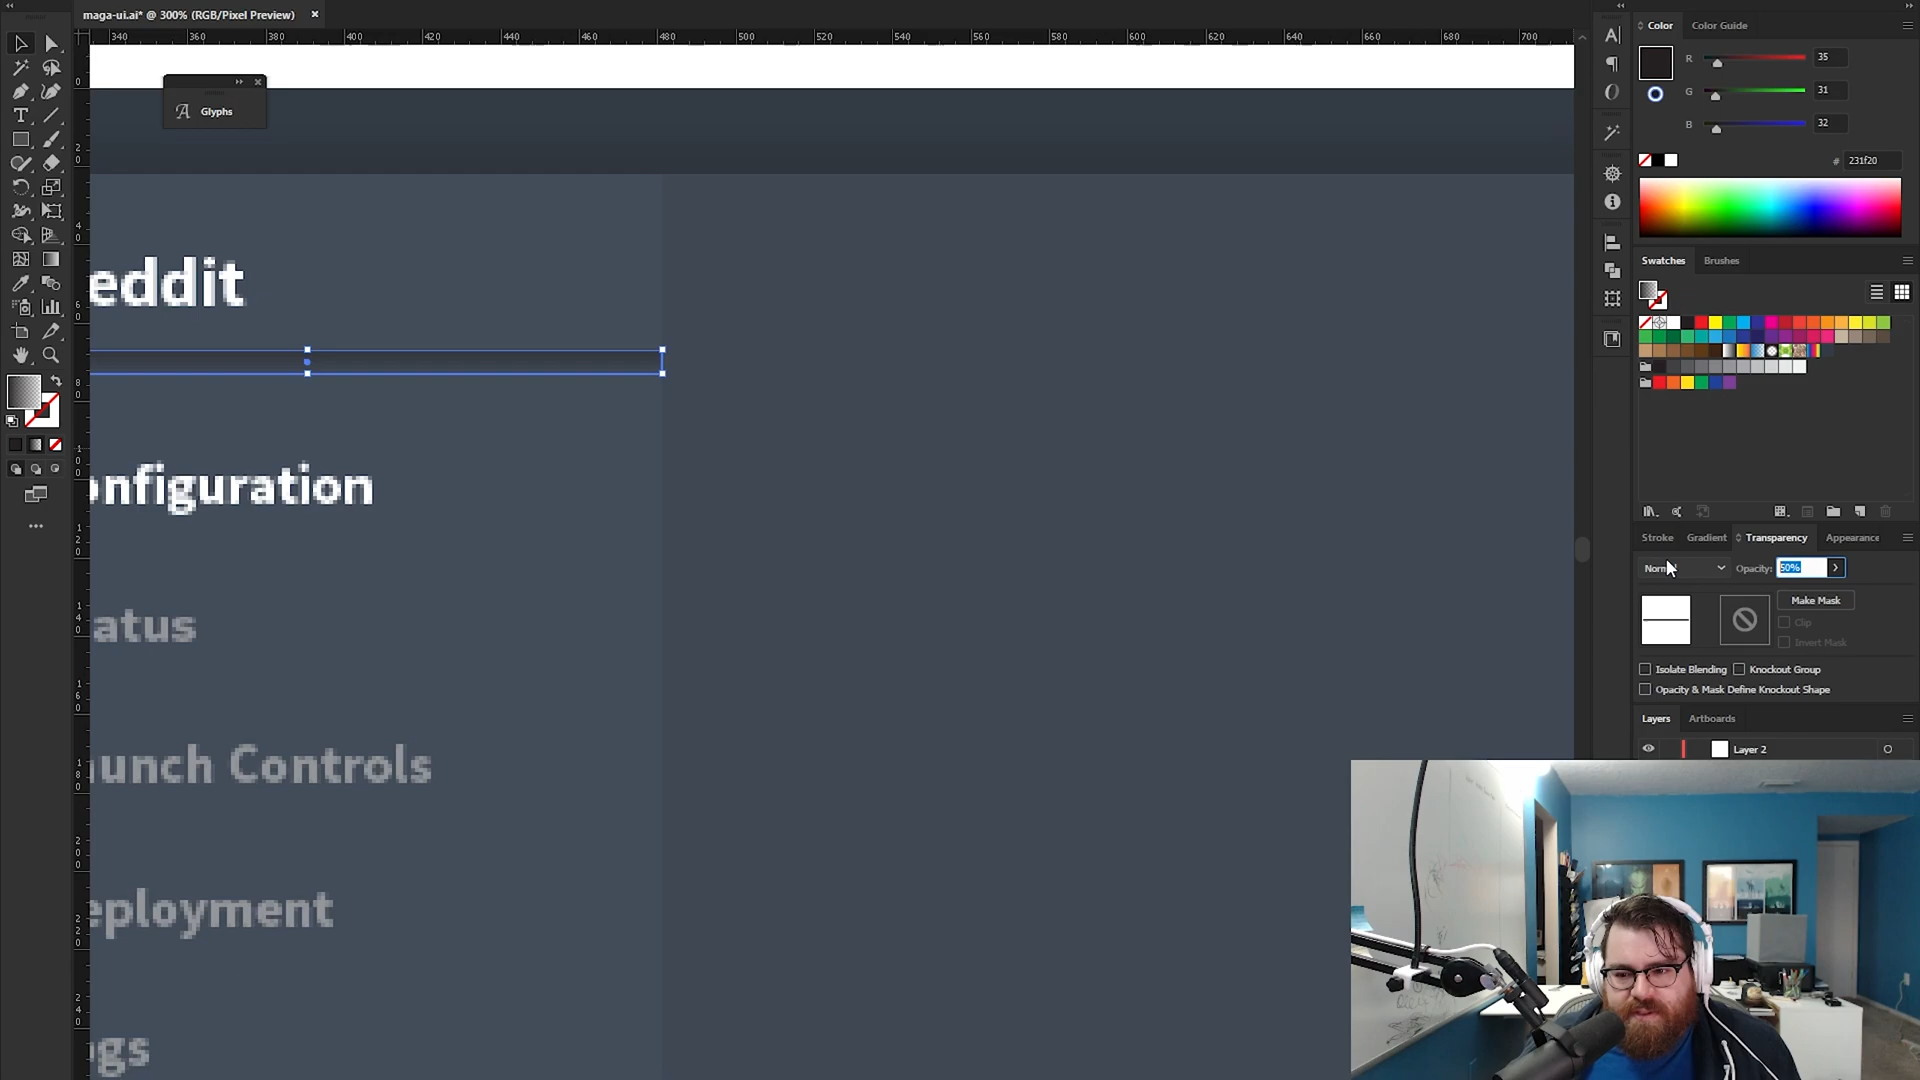 maga-ui.ai* @ 300% (RGB/Pixel Preview)
340 360 380 400 420 440 460 480 500 520 540 560 580 600 620 640 660 680 700
Glyphs
eddit
onfiguration
atus
unch Controls
eployment
gs
Color
Color Guide
R
35
G
31
B
32
#
231f20
Swatches
Brushes
Stroke
Gradient
Transparency
Appearance
Opacity:
50%
Make Mask
Clip
Invert Mask
Isolate Blending
Knockout Group
Opacity & Mask Define Knockout Shape
Layers
Artboards
Layer 2